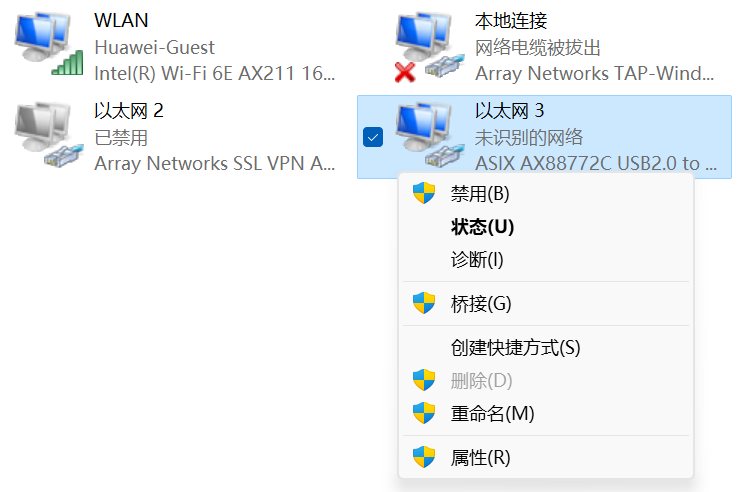 WLAN
Huawei-Guest
Intel(R) Wi-Fi 6E AX211 16...
本地连接
网络电缆被拔出
Array Networks TAP-Wind...
以太网 2
已禁用
Array Networks SSL VPN A...
以太网 3
未识别的网络
ASIX AX88772C USB2.0 to ...
禁用(B)
状态(U)
诊断(I)
桥接(G)
创建快捷方式(S)
删除(D)
重命名(M)
属性(R)